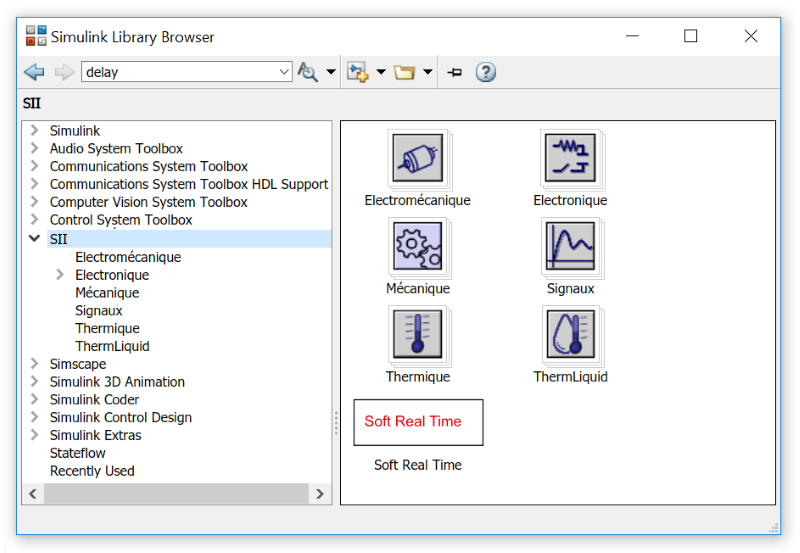 Simulink Library Browser
delay
SII
Simulink
Audio System Toolbox
Communications System Toolbox
Communications System Toolbox HDL Support
Computer Vision System Toolbox
Control System Toolbox
SII
Electromécanique
Electronique
Mécanique
Signaux
Thermique
ThermLiquid
Simscape
Simulink 3D Animation
Simulink Coder
Simulink Control Design
Simulink Extras
Stateflow
Recently Used
Electromécanique
Electronique
Mécanique
Signaux
Thermique
ThermLiquid
Soft Real Time
Soft Real Time